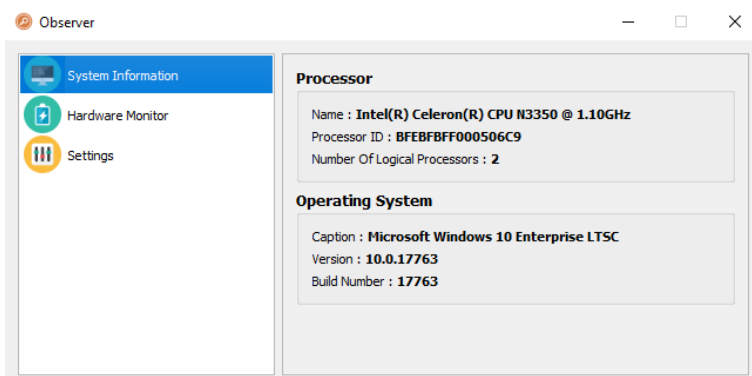 Observer
System Information
Hardware Monitor
Settings
Processor
Name : Intel(R) Celeron(R) CPU N3350 @ 1.10GHz
Processor ID : BFEBFBFF000506C9
Number Of Logical Processors : 2
Operating System
Caption : Microsoft Windows 10 Enterprise LTSC
Version : 10.0.17763
Build Number : 17763